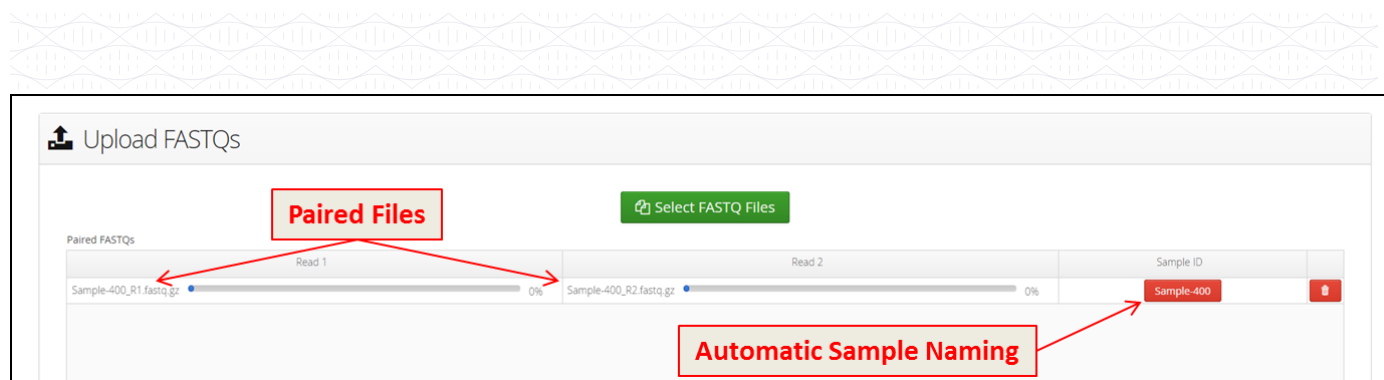 Upload FASTQs
Select FASTQ Files
Paired Files
Paired FASTQs
Read 1
Read 2
Sample ID
Sample-400_R1.fastq.gz
0%
Sample-400_R2.fastq.gz
0%
Sample-400
Automatic Sample Naming